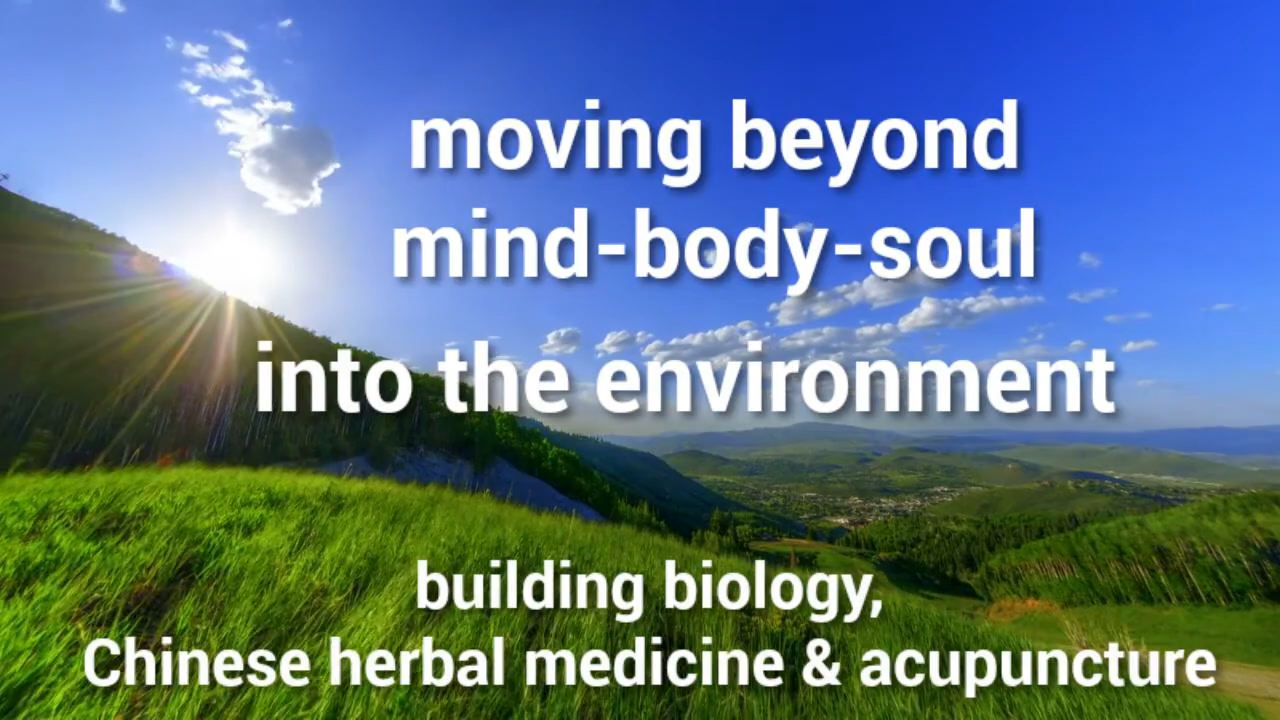 moving beyond
mind-body-soul
into the environment
building biology,
Chinese herbal medicine & acupuncture